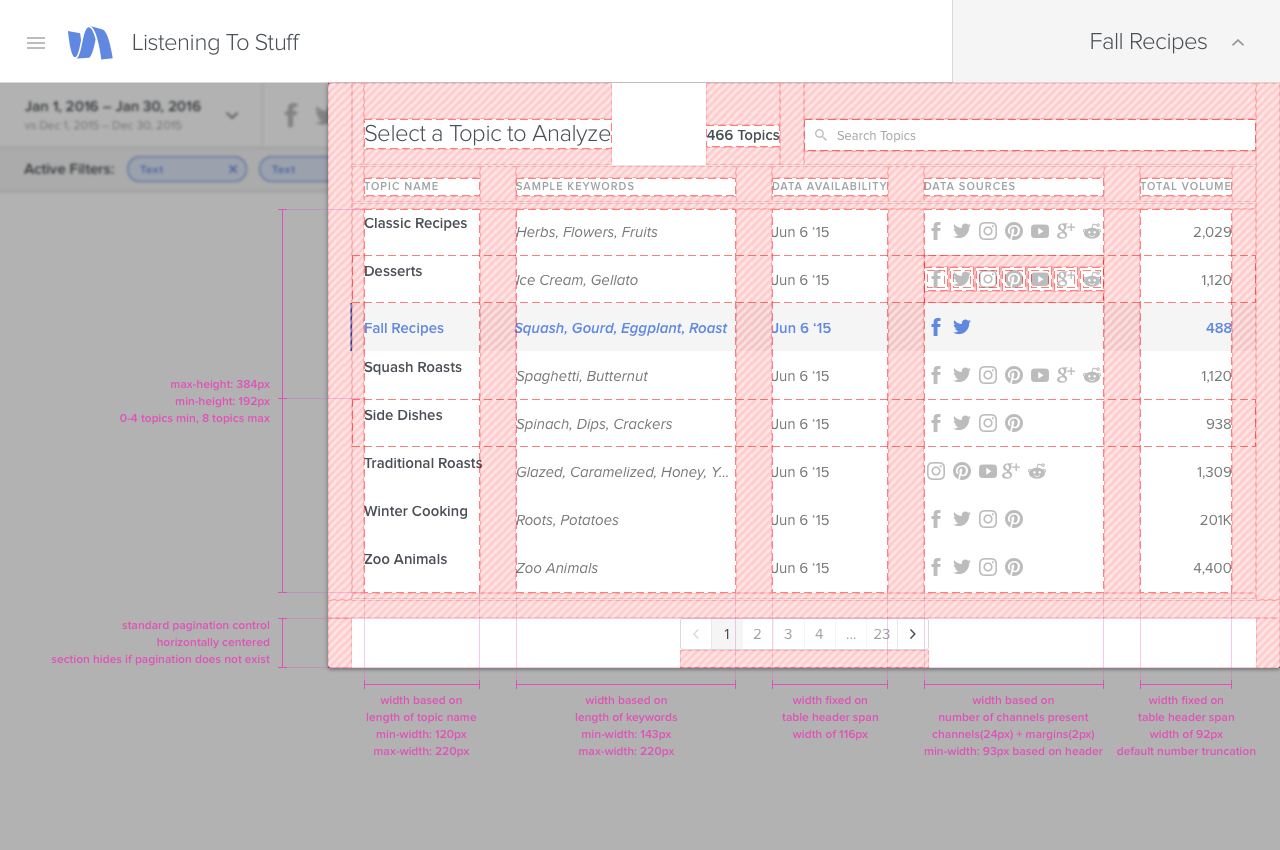 Listening To Stuff
Fall Recipes
Jan 1, 2016 – Jan 30, 2016
vs Dec 1, 2015 – Dec 30, 2015
Active Filters:
Text
Text
Select a Topic to Analyze
466 Topics
Search Topics
TOPIC NAME SAMPLE KEYWORDS DATA AVAILABILITY DATA SOURCES TOTAL VOLUME
Classic Recipes Herbs, Flowers, Fruits Jun 6 ‘15 2,029
Desserts Ice Cream, Gellato Jun 6 ‘15 1,120
Fall Recipes Squash, Gourd, Eggplant, Roast Jun 6 ‘15 488
Squash Roasts Spaghetti, Butternut Jun 6 ‘15 1,120
Side Dishes Spinach, Dips, Crackers Jun 6 ‘15 938
Traditional Roasts Glazed, Caramelized, Honey, Y... Jun 6 ‘15 1,309
Winter Cooking Roots, Potatoes Jun 6 ‘15 201K
Zoo Animals Zoo Animals Jun 6 ‘15 4,400
max-height: 384px
min-height: 192px
0-4 topics min, 8 topics max
standard pagination control
horizontally centered
section hides if pagination does not exist
1 2 3 4 ... 23
width based on
length of topic name
min-width: 120px
max-width: 220px
width based on
length of keywords
min-width: 143px
max-width: 220px
width fixed on
table header span
width of 116px
width based on
number of channels present
channels(24px) + margins(2px)
min-width: 93px based on header
width fixed on
table header span
width of 92px
default number truncation